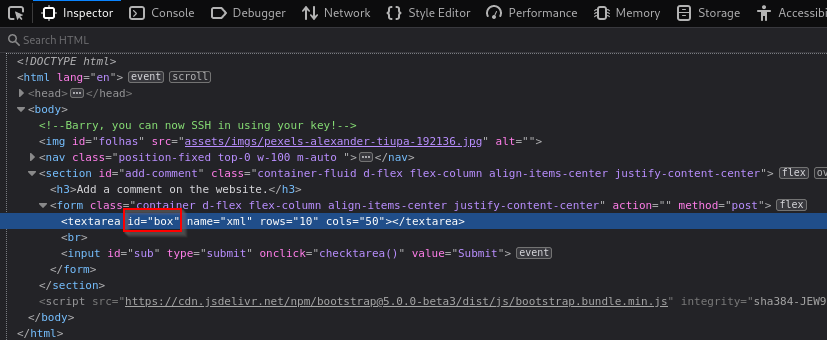 Inspector Console Debugger Network Style Editor Performance Memory Storage Accessibi
Search HTML
<!DOCTYPE html>
<html lang="en"> event scroll
<head> ··· </head>
<body>
<!--Barry, you can now SSH in using your key!-->
<img id="folhas" src="assets/imgs/pexels-alexander-tiupa-192136.jpg" alt="">
<nav class="position-fixed top-0 w-100 m-auto "> ··· </nav>
<section id="add-comment" class="container-fluid d-flex flex-column align-items-center justify-content-center"> flex ov
<h3>Add a comment on the website.</h3>
<form class="container d-flex flex-column align-items-center justify-content-center" action="" method="post"> flex
<textarea id="box" name="xml" rows="10" cols="50"></textarea>
<br>
<input id="sub" type="submit" onclick="checktarea()" value="Submit"> event
</form>
</section>
<script src="https://cdn.jsdelivr.net/npm/bootstrap@5.0.0-beta3/dist/js/bootstrap.bundle.min.js" integrity="sha384-JEW9
</body>
</html>